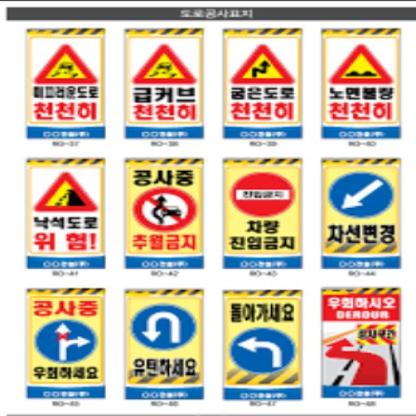 도로공사표지
미끄러운도로
천천히
○○건설(주)
RO-37
급커브
천천히
○○건설(주)
RO-38
굽은도로
천천히
○○건설(주)
RO-39
노면불량
천천히
○○건설(주)
RO-40
낙석도로
위 험!
○○건설(주)
RO-41
공사중
추월금지
○○건설(주)
RO-42
진입금지
차량
진입금지
○○건설(주)
RO-43
차선변경
○○건설(주)
RO-44
공사중
우회하세요
○○건설(주)
RO-45
유턴하세요
○○건설(주)
RO-46
돌아가세요
○○건설(주)
RO-47
우회하시오
DEROUR
공사구간
○○건설(주)
RO-48